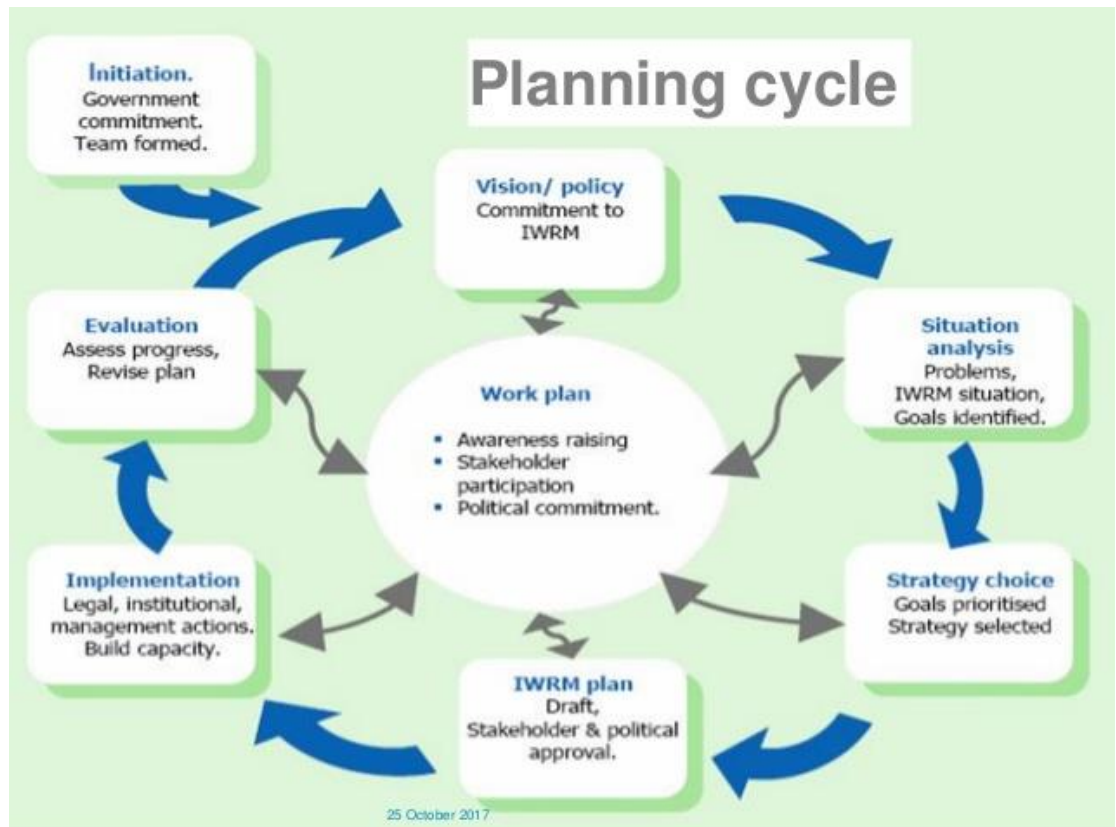 Planning cycle
Initiation.
Government
commitment.
Team formed.
Vision/ policy
Commitment to
IWRM
Situation
analysis
Problems,
IWRM situation,
Goals identified.
Strategy choice
Goals prioritised
Strategy selected
IWRM plan
Draft,
Stakeholder & political
approval.
Implementation
Legal, institutional,
management actions.
Build capacity.
Evaluation
Assess progress,
Revise plan
Work plan
▪ Awareness raising
▪ Stakeholder
participation
▪ Political commitment.
25 October 2017